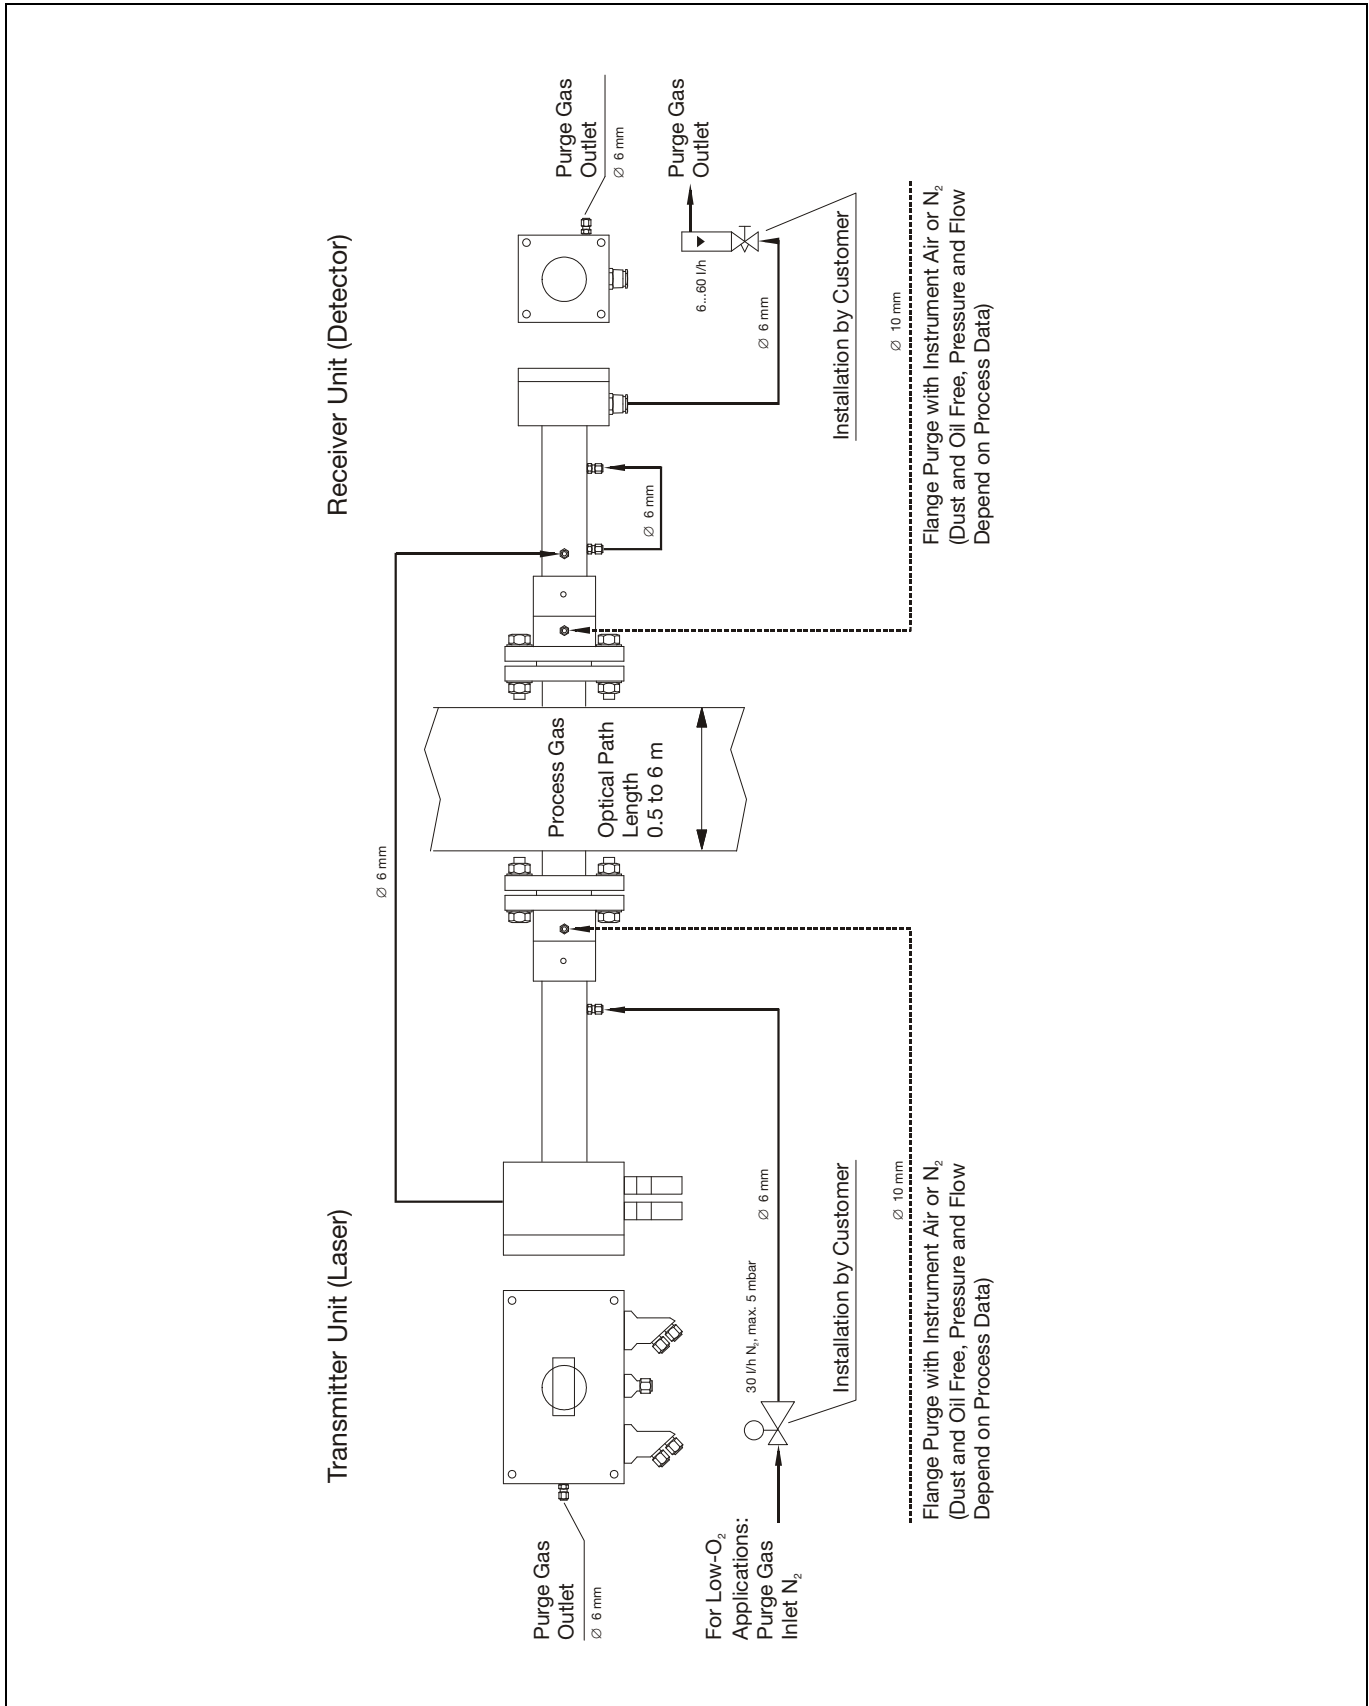 Transmitter Unit (Laser)
Receiver Unit (Detector)
Ø 6 mm
Purge Gas
Outlet
Ø 6 mm
Process Gas
Optical Path
Length
0.5 to 6 m
Ø 6 mm
Purge Gas
Outlet
Ø 6 mm
Purge Gas
Outlet
6...60 l/h
Ø 6 mm
Installation by Customer
For Low-O₂
Applications:
Purge Gas
Inlet N₂
30 l/h N₂, max. 5 mbar
Ø 6 mm
Installation by Customer
Ø 10 mm
Flange Purge with Instrument Air or N₂
(Dust and Oil Free, Pressure and Flow
Depend on Process Data)
Ø 10 mm
Flange Purge with Instrument Air or N₂
(Dust and Oil Free, Pressure and Flow
Depend on Process Data)